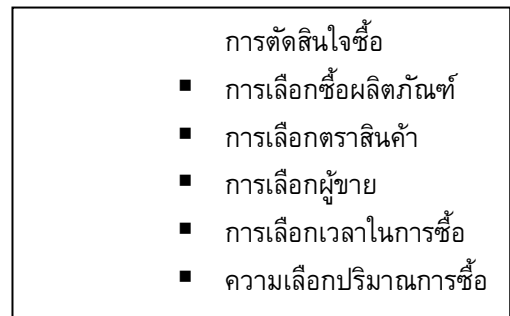 การตัดสินใจซื้อ
▪ การเลือกซื้อผลิตภัณฑ์
▪ การเลือกตราสินค้า
▪ การเลือกผู้ขาย
▪ การเลือกเวลาในการซื้อ
▪ ความเลือกปริมาณการซื้อ